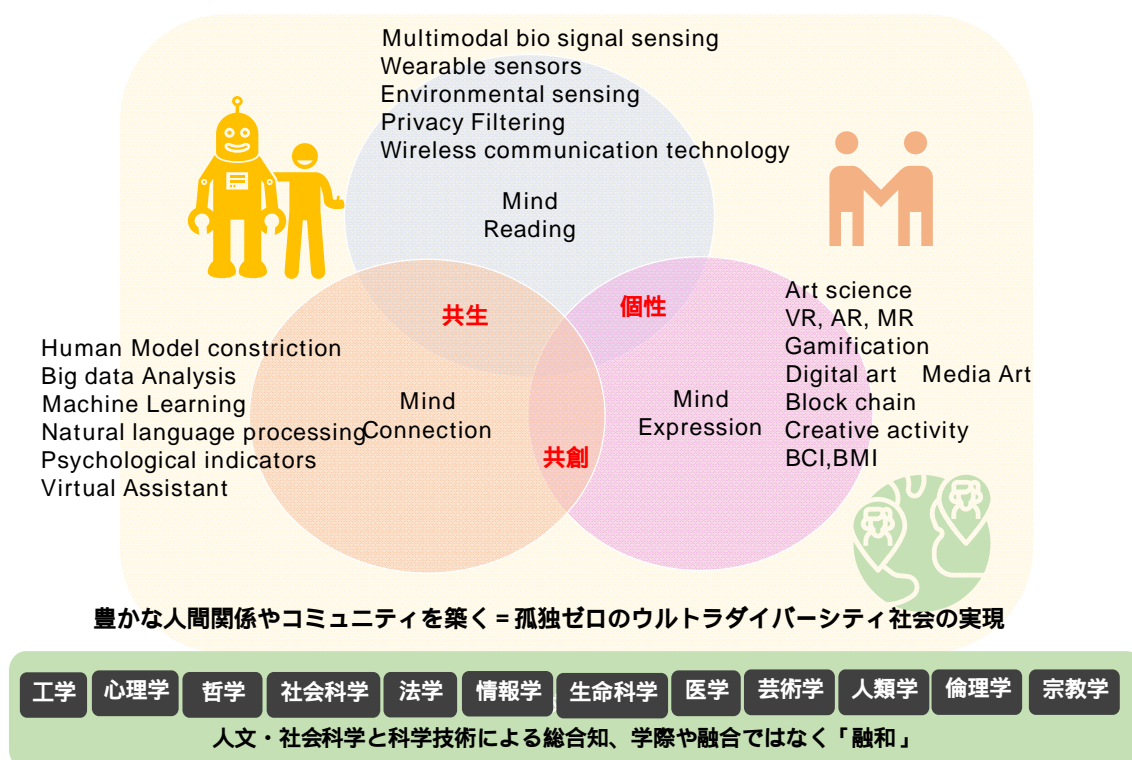 Multimodal bio signal sensing
Wearable sensors
Environmental sensing
Privacy Filtering
Wireless communication technology
Mind
Reading
共生
個性
Human Model constriction
Big data Analysis
Machine Learning
Natural language processing
Psychological indicators
Virtual Assistant
Mind
Connection
共創
Mind
Expression
Art science
VR, AR, MR
Gamification
Digital art　Media Art
Block chain
Creative activity
BCI,BMI
豊かな人間関係やコミュニティを築く=孤独ゼロのウルトラダイバーシティ社会の実現
工学 心理学 哲学 社会科学 法学 情報学 生命科学 医学 芸術学 人類学 倫理学 宗教学
人文・社会科学と科学技術による総合知、学際や融合ではなく「融和」